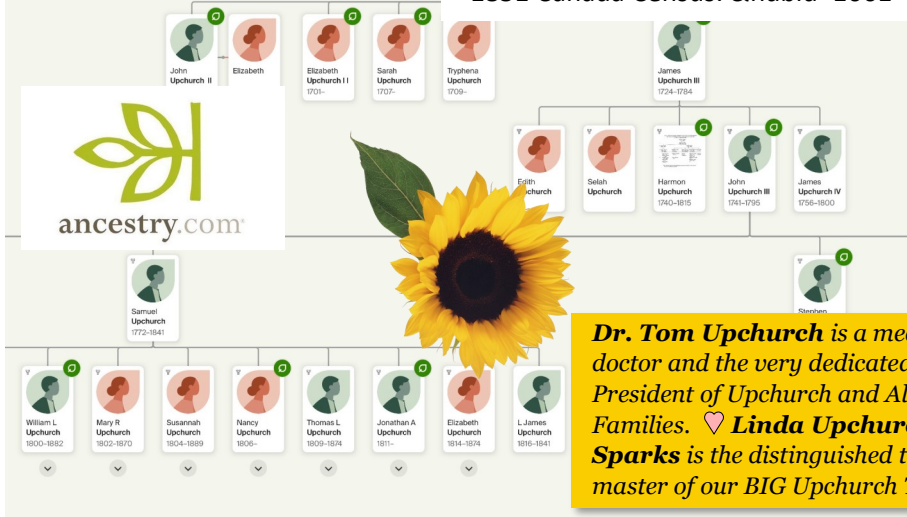 John
Upchurch II
Elizabeth
Elizabeth
Upchurch II
1701–
Sarah
Upchurch
1707–
Tryphena
Upchurch
1709–
James
Upchurch III
1724–1784
ancestry.com
Edith
Upchurch
Selah
Upchurch
Harmon
Upchurch
1740–1815
John
Upchurch III
1741–1795
James
Upchurch IV
1756–1800
Samuel
Upchurch
1772–1841
Stephen
Dr. Tom Upchurch is a
doctor and the very dedicated
President of Upchurch and
Families. Linda
Sparks is the distinguished
master of our BIG Upchurch
William L
Upchurch
1800–1882
Mary R
Upchurch
1802–1870
Susannah
Upchurch
1804–1889
Nancy
Upchurch
1806–
Thomas L
Upchurch
1809–1874
Jonathan A
Upchurch
1811–
Elizabeth
Upchurch
1814–1874
L James
Upchurch
1816–1841